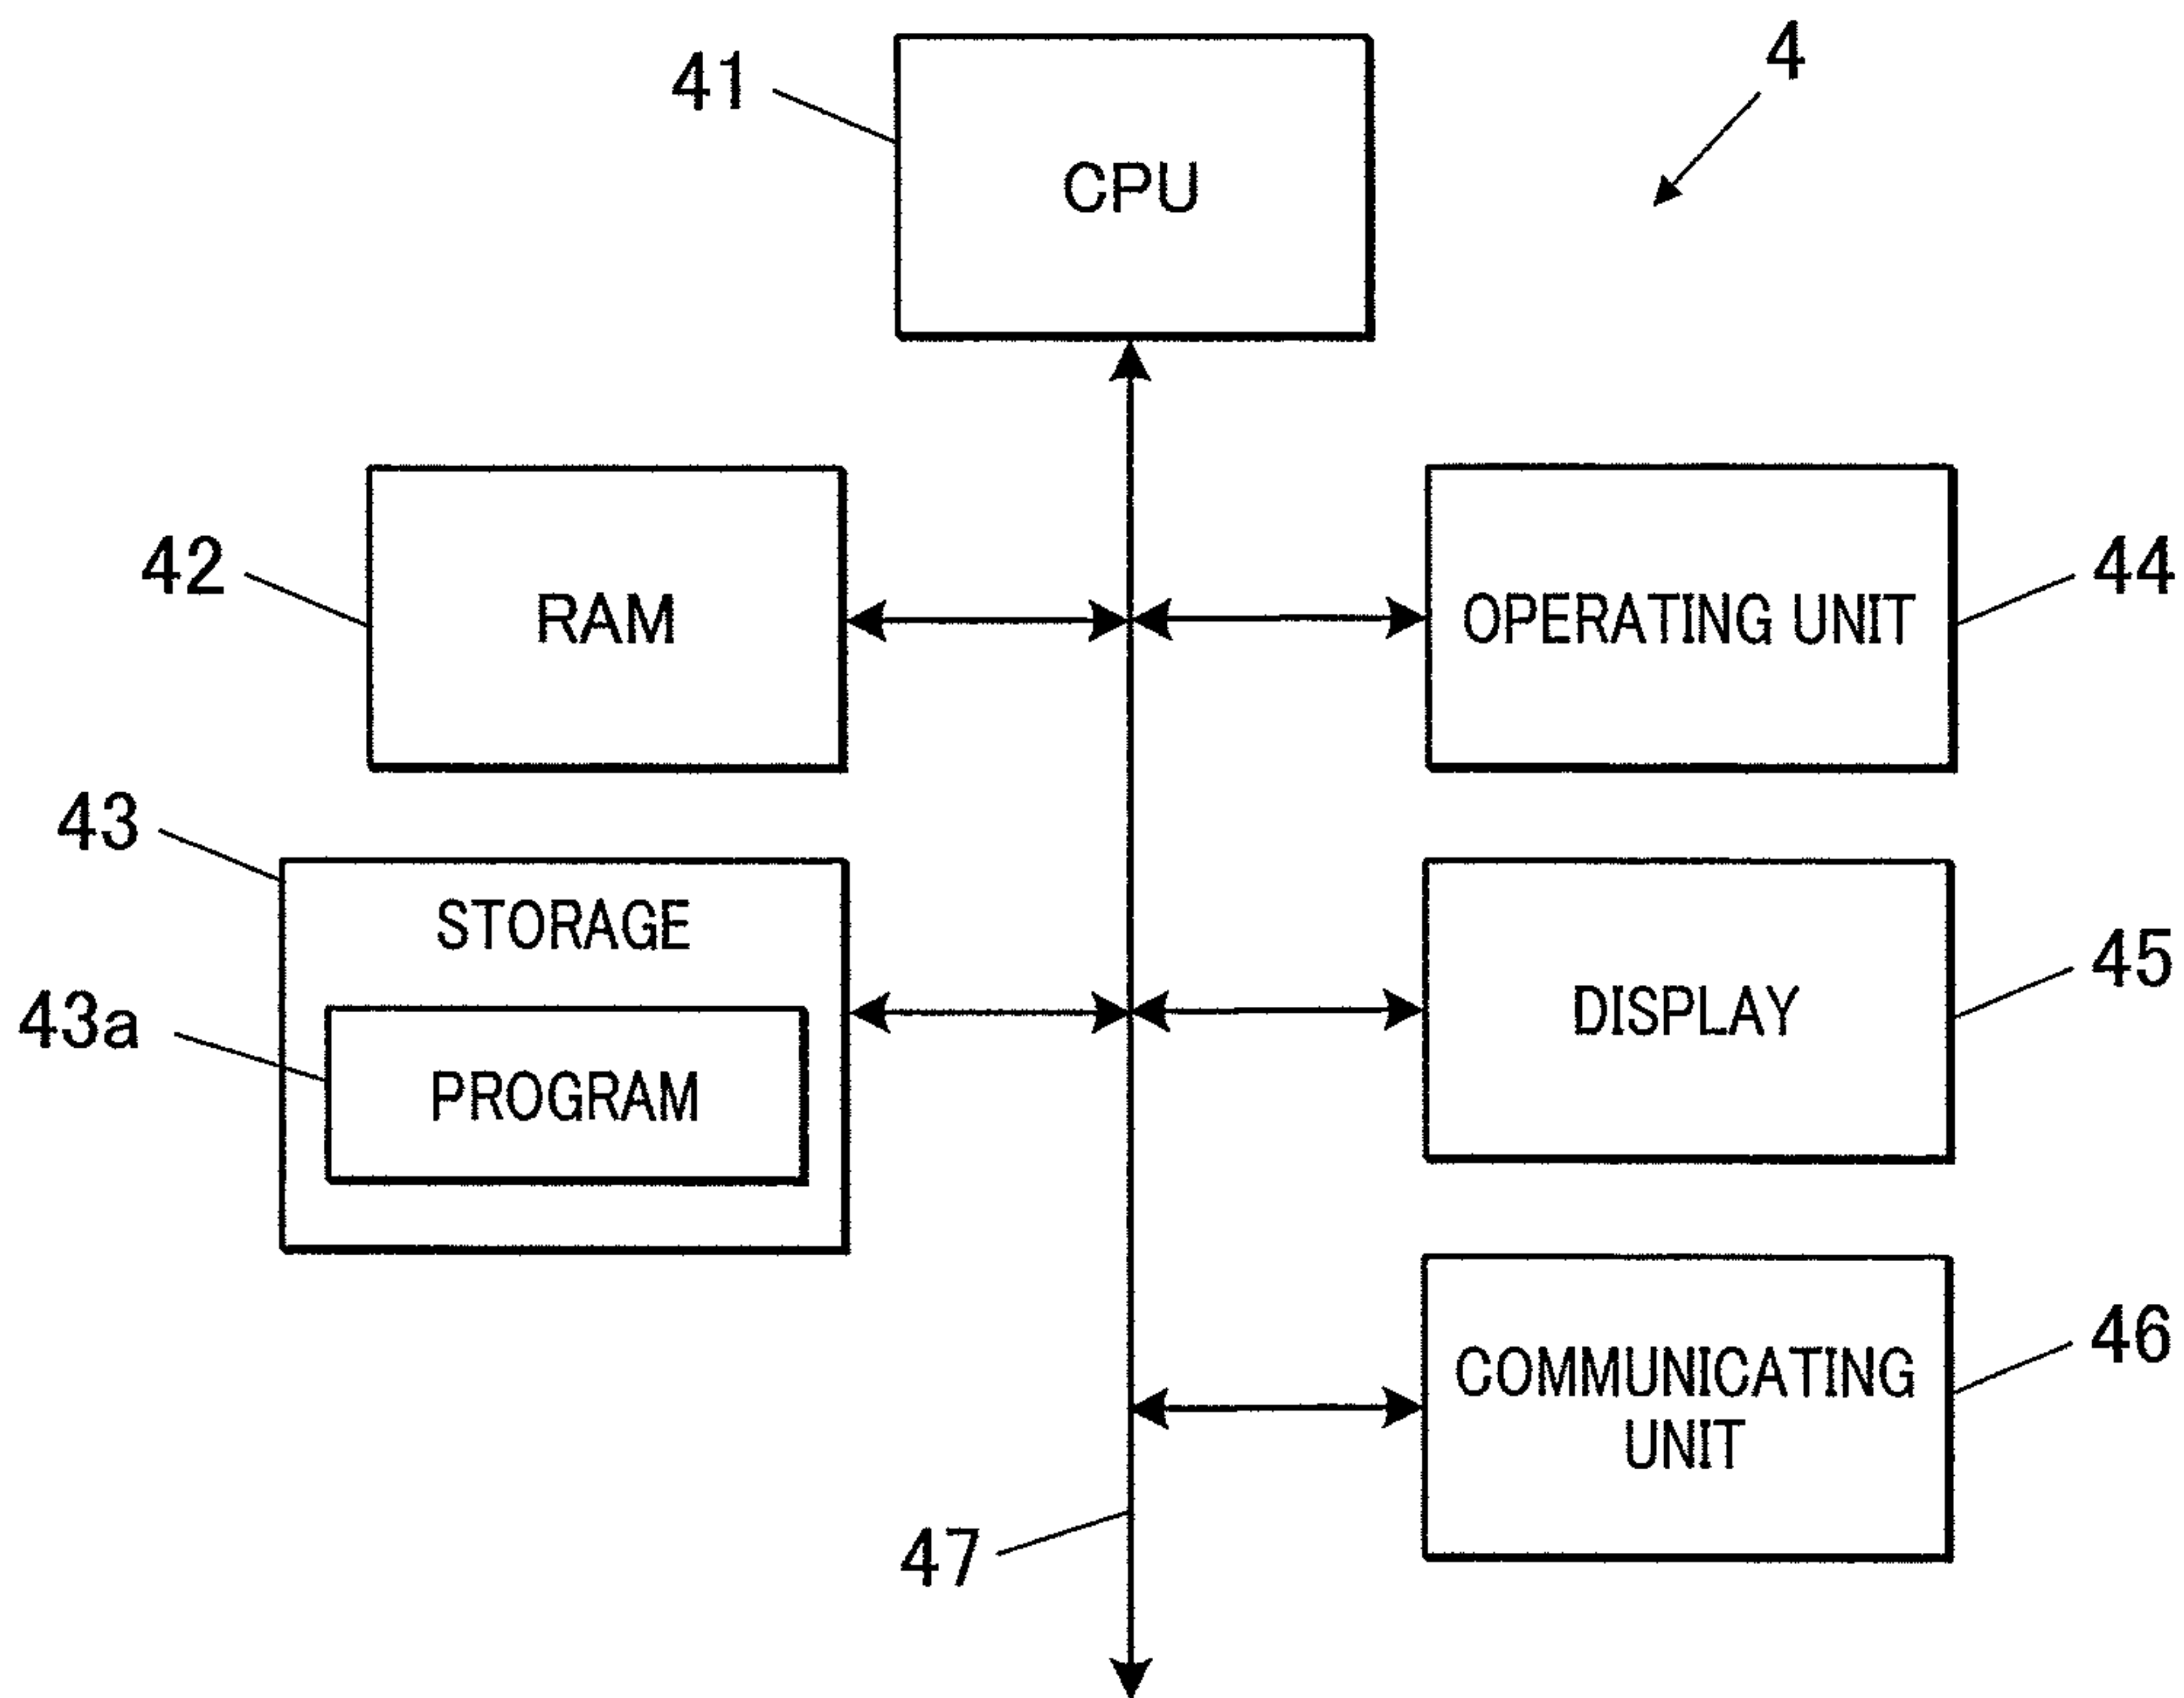 4
41
CPU
42
RAM
OPERATING UNIT
44
43
STORAGE
43a
PROGRAM
DISPLAY
45
COMMUNICATING
UNIT
46
47